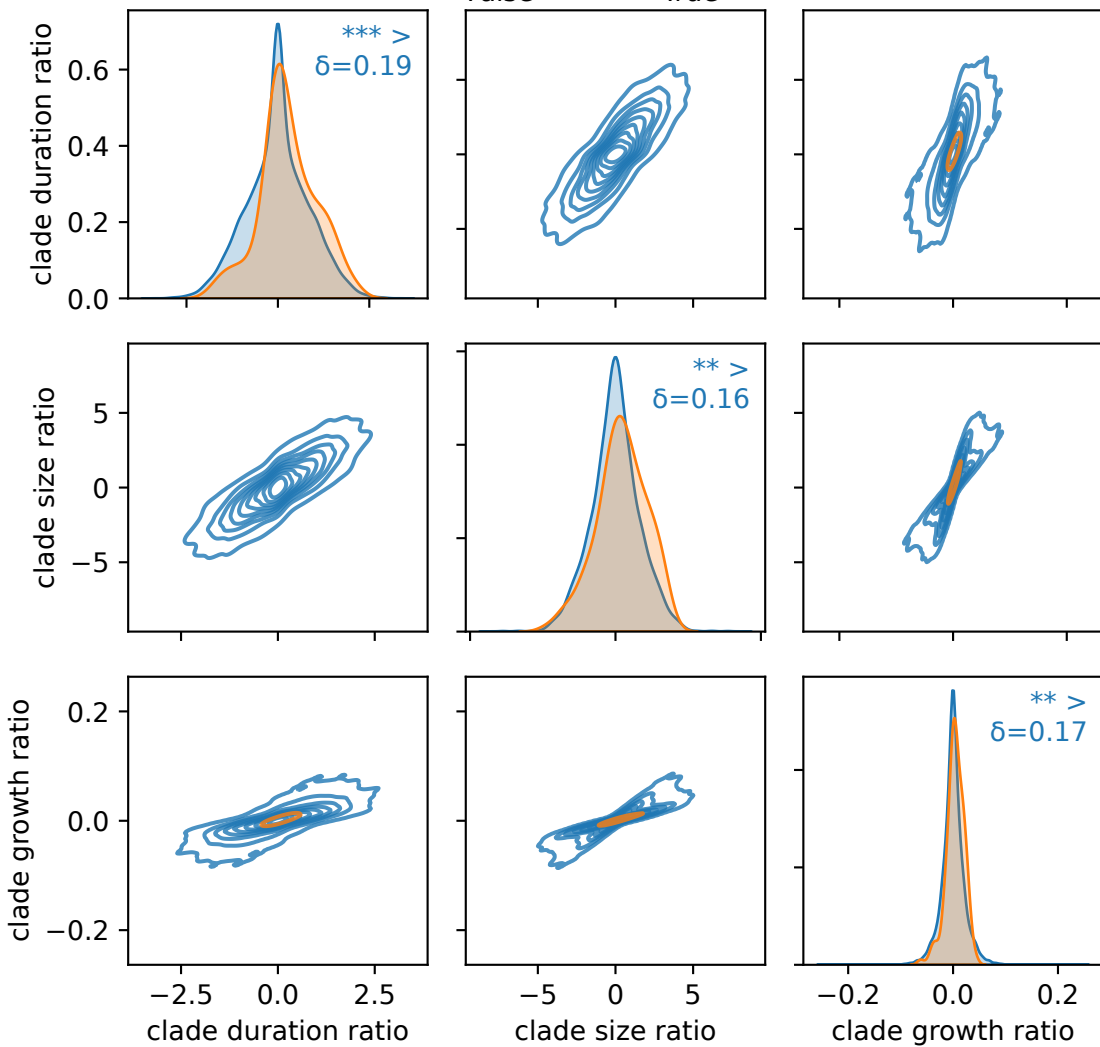 clade duration ratio
0.6
0.4
0.2
0.0
*** >
δ=0.19
clade size ratio
5
0
−5
** >
δ=0.16
clade growth ratio
0.2
0.0
−0.2
** >
δ=0.17
−2.5 0.0 2.5
−5 0 5
−0.2 0.0 0.2
clade duration ratio
clade size ratio
clade growth ratio